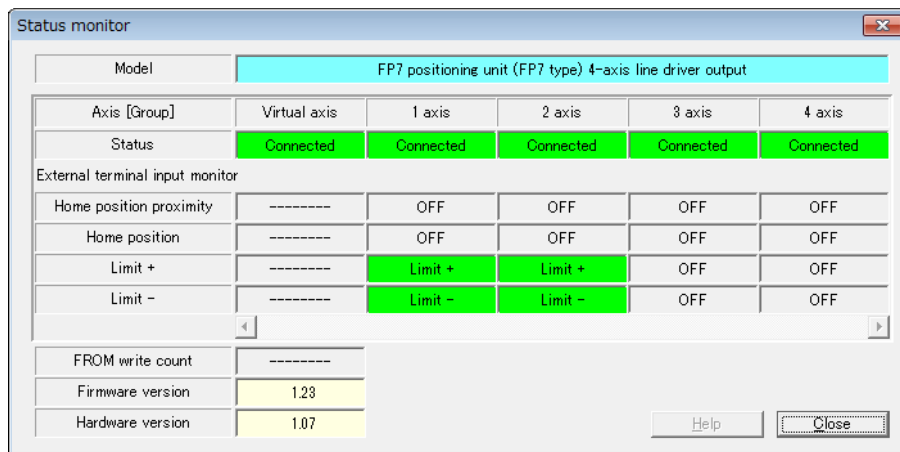 Status monitor
Model FP7 positioning unit (FP7 type) 4-axis line driver output
Axis [Group] Virtual axis 1 axis 2 axis 3 axis 4 axis
Status Connected Connected Connected Connected Connected
External terminal input monitor
Home position proximity -------- OFF OFF OFF OFF
Home position -------- OFF OFF OFF OFF
Limit + -------- Limit + Limit + OFF OFF
Limit - -------- Limit - Limit - OFF OFF
FROM write count --------
Firmware version 1.23
Hardware version 1.07
Help Close